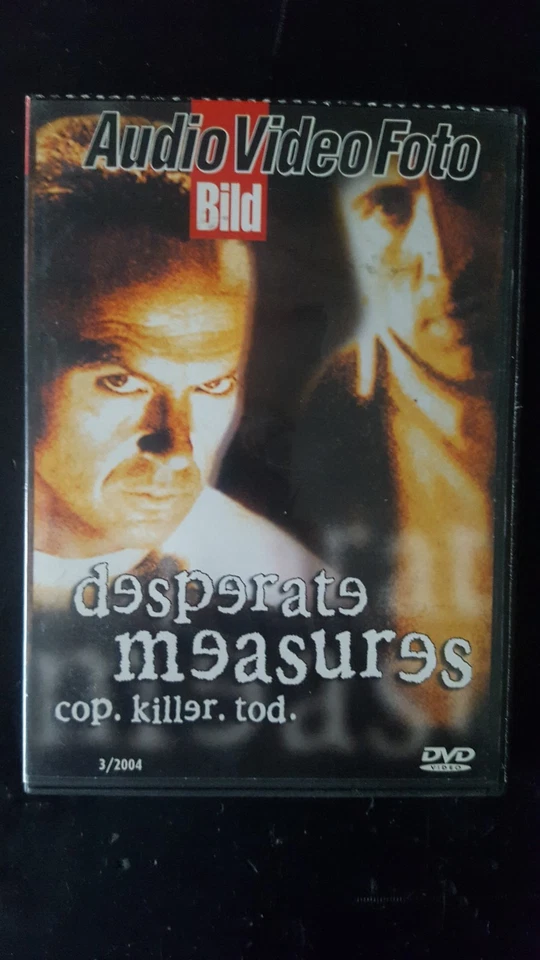 Audio Video Foto
Bild
desperate
measures
cop. killer. tod.
3/2004
DVD
VIDEO